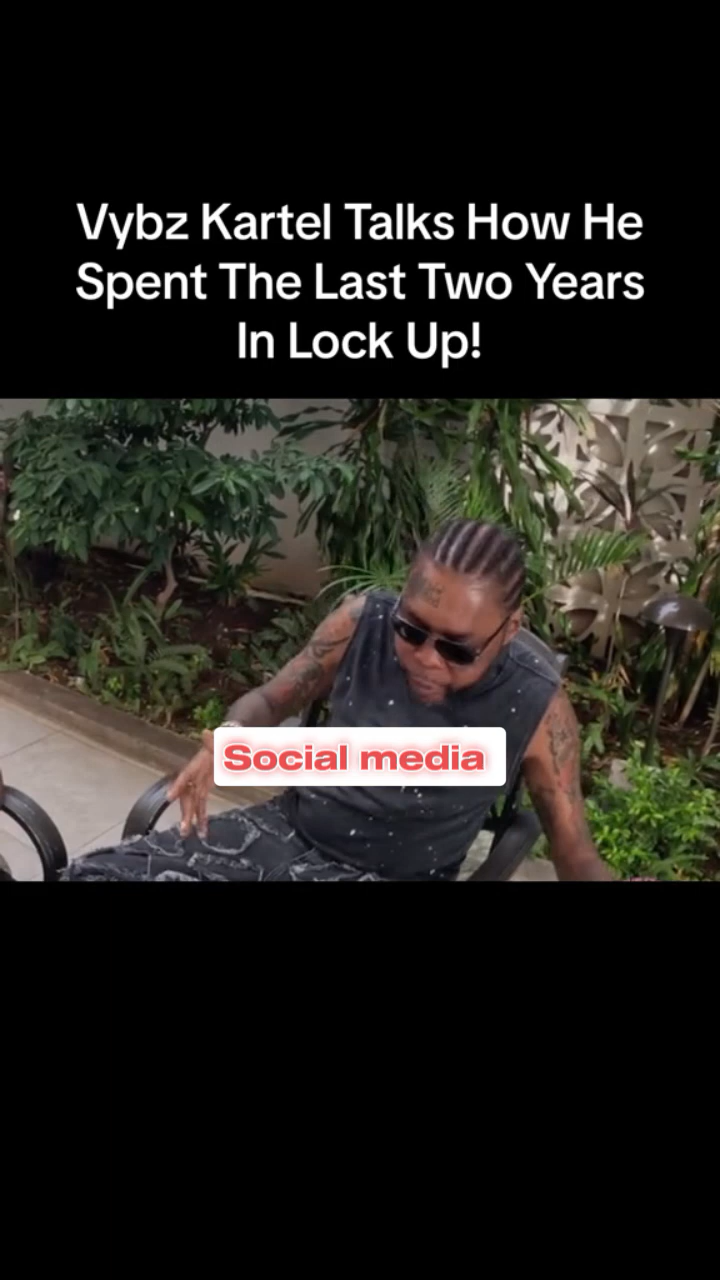 Vybz Kartel Talks How He
Spent The Last Two Years
In Lock Up!
Social media